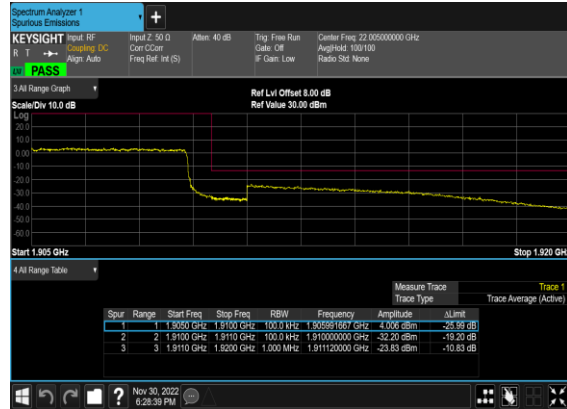 Spectrum Analyzer 1
Spurious Emissions
KEYSIGHT Input: RF Input Z: 50 Ω Atten: 40 dB Trig: Free Run Center Freq: 22.005000000 GHz
R T Coupling: DC Corr CCorr Gate: Off Avg|Hold: 100/100
Align: Auto Freq Ref: Int (S) IF Gain: Low Radio Std: None
PASS
3 All Range Graph
Ref Lvl Offset 8.00 dB
Scale/Div 10.0 dB Ref Value 30.00 dBm
Log
20.0
10.0
0.00
-10.0
-20.0
-30.0
-40.0
-50.0
-60.0
Start 1.905 GHz Stop 1.920 GH
4 All Range Table
Measure Trace Trace 1
Trace Type Trace Average (Active)
Spur Range Start Freq Stop Freq RBW Frequency Amplitude ΔLimit
1 1 1.9050 GHz 1.9100 GHz 100.0 kHz 1.905991667 GHz 4.006 dBm -25.99 dB
2 2 1.9100 GHz 1.9110 GHz 100.0 kHz 1.910000000 GHz -32.20 dBm -19.20 dB
3 3 1.9110 GHz 1.9200 GHz 1.000 MHz 1.911120000 GHz -23.83 dBm -10.83 dB
Nov 30, 2022
6:28:39 PM